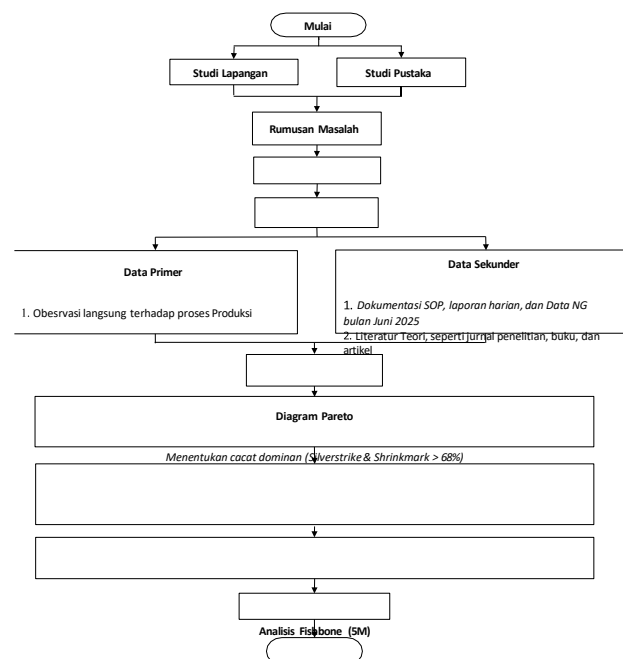 Mulai
Studi Lapangan
Studi Pustaka
Rumusan Masalah
Data Primer
1. Obesrvasi langsung terhadap proses Produksi
Data Sekunder
1. Dokumentasi SOP, laporan harian, dan Data NG
bulan Juni 2025
2. Literatur Teori, seperti jurnal penelitian, buku, dan
artikel
Diagram Pareto
Menentukan cacat dominan (Silverstrike & Shrinkmark > 68%)
Analisis Fishbone (5M)